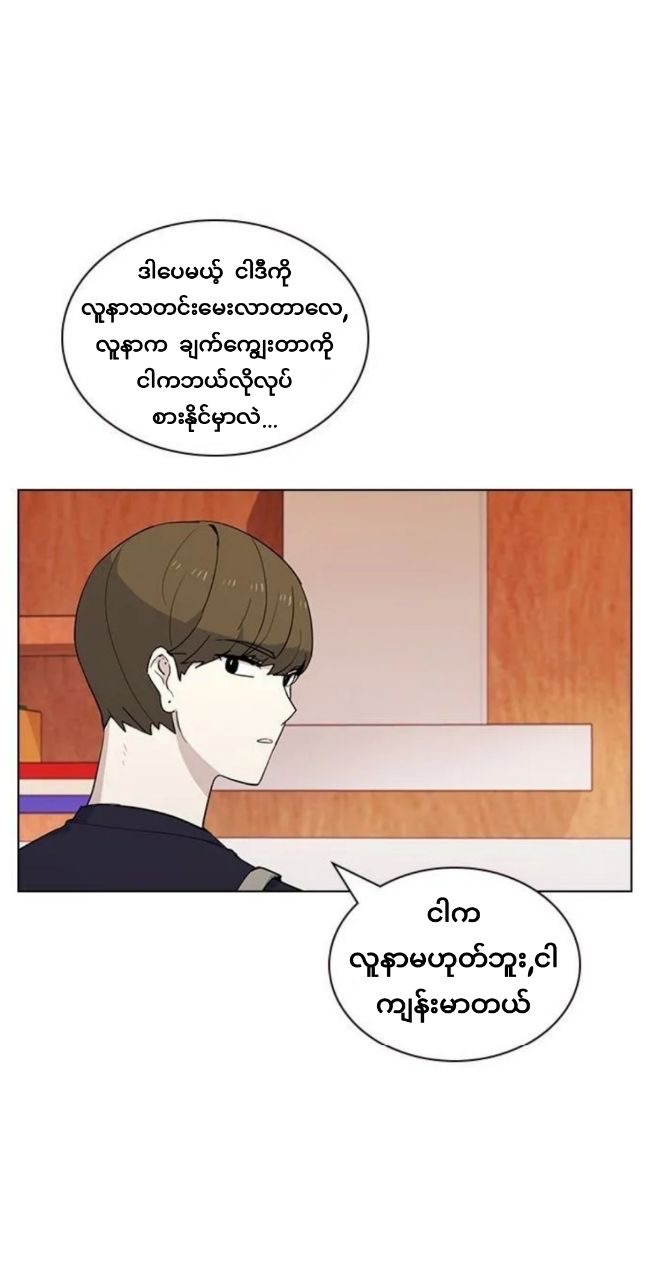 ဒါပေမယ့် ငါဒီကို
လူနာသတင်းမေးလာတာလေ,
လူနာက ချက်ကျွေးတာကို
ငါကဘယ်လိုလုပ်
စားနိုင်မှာလဲ...
ငါက
လူနာမဟုတ်ဘူး,ငါ
ကျန်းမာတယ်